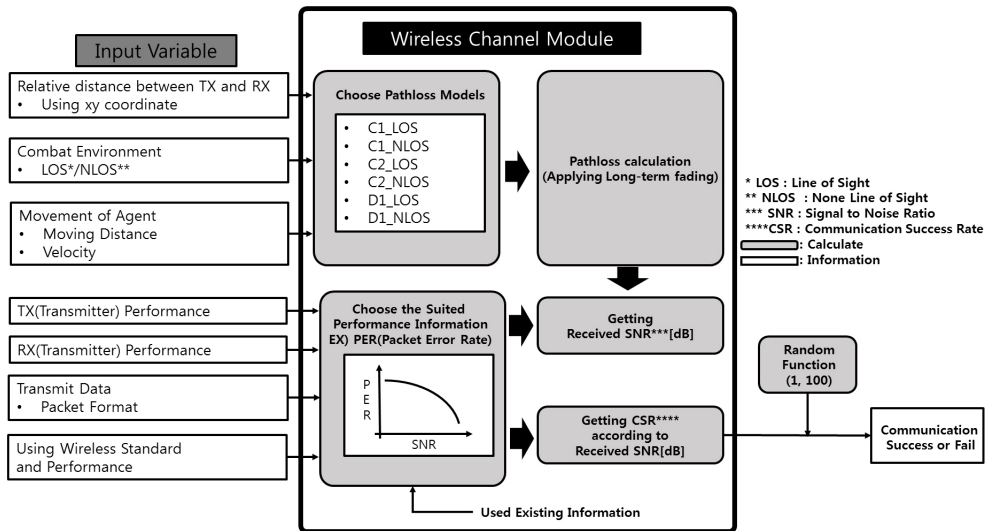 Input Variable
Relative distance between TX and RX
• Using xy coordinate
Combat Environment
• LOS*/NLOS**
Movement of Agent
• Moving Distance
• Velocity
TX(Transmitter) Performance
RX(Transmitter) Performance
Transmit Data
• Packet Format
Using Wireless Standard
and Performance
Wireless Channel Module
Choose Pathloss Models
• C1_LOS
• C1_NLOS
• C2_LOS
• C2_NLOS
• D1_LOS
• D1_NLOS
Pathloss calculation
(Applying Long-term fading)
Choose the Suited
Performance Information
EX) PER(Packet Error Rate)
P
E
R
SNR
Getting
Received SNR***[dB]
Getting CSR****
according to
Received SNR[dB]
Used Existing Information
* LOS : Line of Sight
** NLOS : None Line of Sight
*** SNR : Signal to Noise Ratio
****CSR : Communication Success Rate
: Calculate
: Information
Random
Function
(1, 100)
Communication
Success or Fail